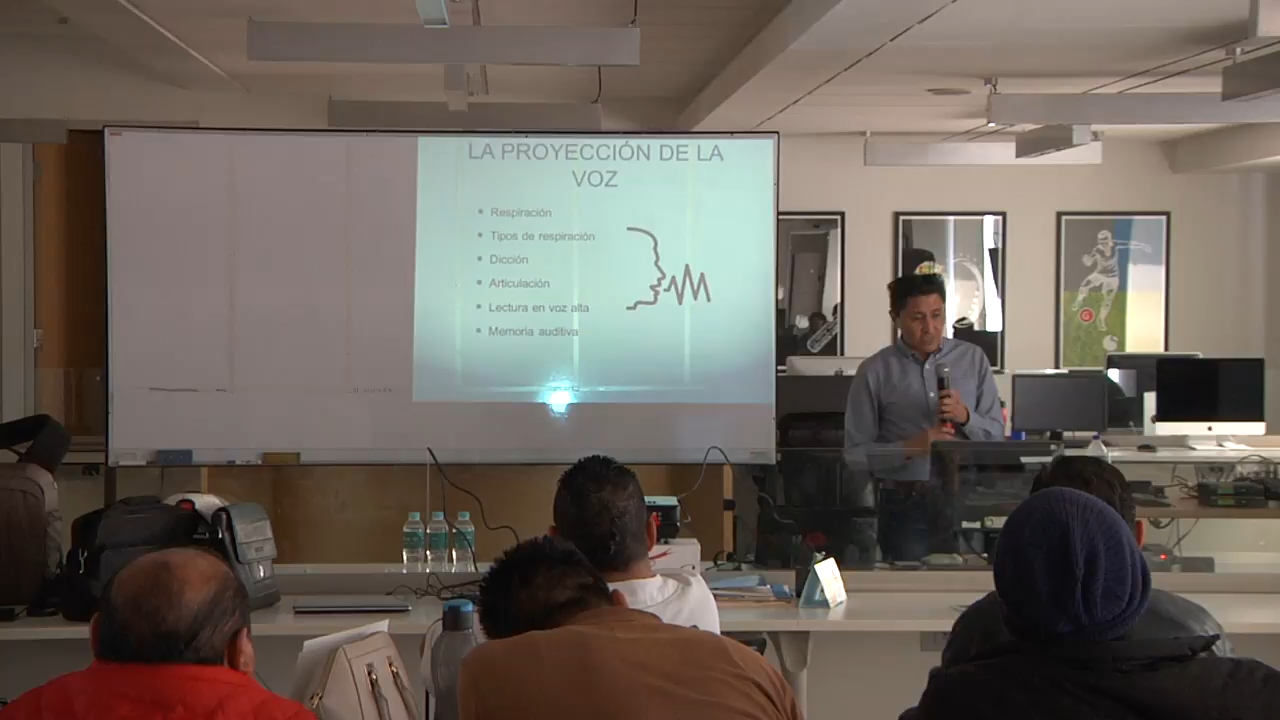 LA PROYECCIÓN DE LA
VOZ
• Respiración
• Tipos de respiración
• Dicción
• Articulación
• Lectura en voz alta
• Memoria auditiva